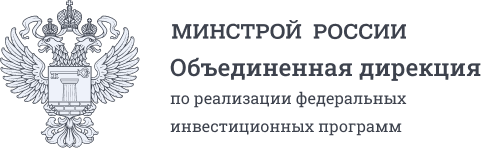 МИНСТРОЙ РОССИИ
Объединенная дирекция
по реализации федеральных
инвестиционных программ